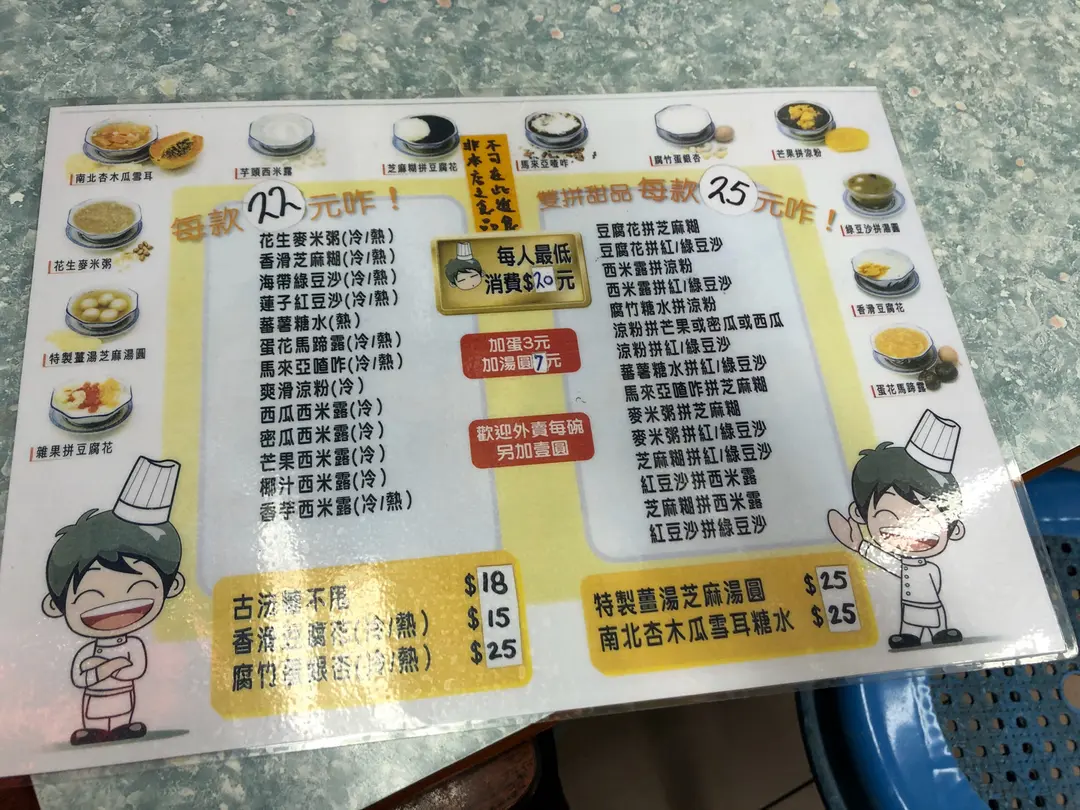 南北杏木瓜雪耳
芋頭西米露
芝麻糊拼豆腐花
馬來亞喳咋
腐竹蛋銀杏
芒果拼涼粉
花生麥米粥
特製薑湯芝麻湯圓
雜果拼豆腐花
綠豆沙拼湯圓
香滑豆腐花
蛋花馬蹄露
不可在此進食
非本店之食品
每人最低
消費$20元
加蛋3元
加湯圓7元
歡迎外賣每碗
另加壹圓
每款22元咋！
花生麥米粥(冷/熱)
香滑芝麻糊(冷/熱)
海帶綠豆沙(冷/熱)
蓮子紅豆沙(冷/熱)
蕃薯糖水(熱)
蛋花馬蹄露(冷/熱)
馬來亞喳咋(冷/熱)
爽滑涼粉(冷)
西瓜西米露(冷)
密瓜西米露(冷)
芒果西米露(冷)
椰汁西米露(冷/熱)
香芋西米露(冷/熱)
雙拼甜品 每款25元咋！
豆腐花拼芝麻糊
豆腐花拼紅/綠豆沙
西米露拼涼粉
西米露拼紅/綠豆沙
腐竹糖水拼涼粉
涼粉拼芒果或密瓜或西瓜
涼粉拼紅/綠豆沙
蕃薯糖水拼紅/綠豆沙
馬來亞喳咋拼芝麻糊
麥米粥拼芝麻糊
麥米粥拼紅/綠豆沙
芝麻糊拼紅/綠豆沙
紅豆沙拼西米露
芝麻糊拼西米露
紅豆沙拼綠豆沙
古法糖不甩 $18
香滑豆腐花(冷/熱) $15
腐竹蛋銀杏(冷/熱) $25
特製薑湯芝麻湯圓 $25
南北杏木瓜雪耳糖水 $25